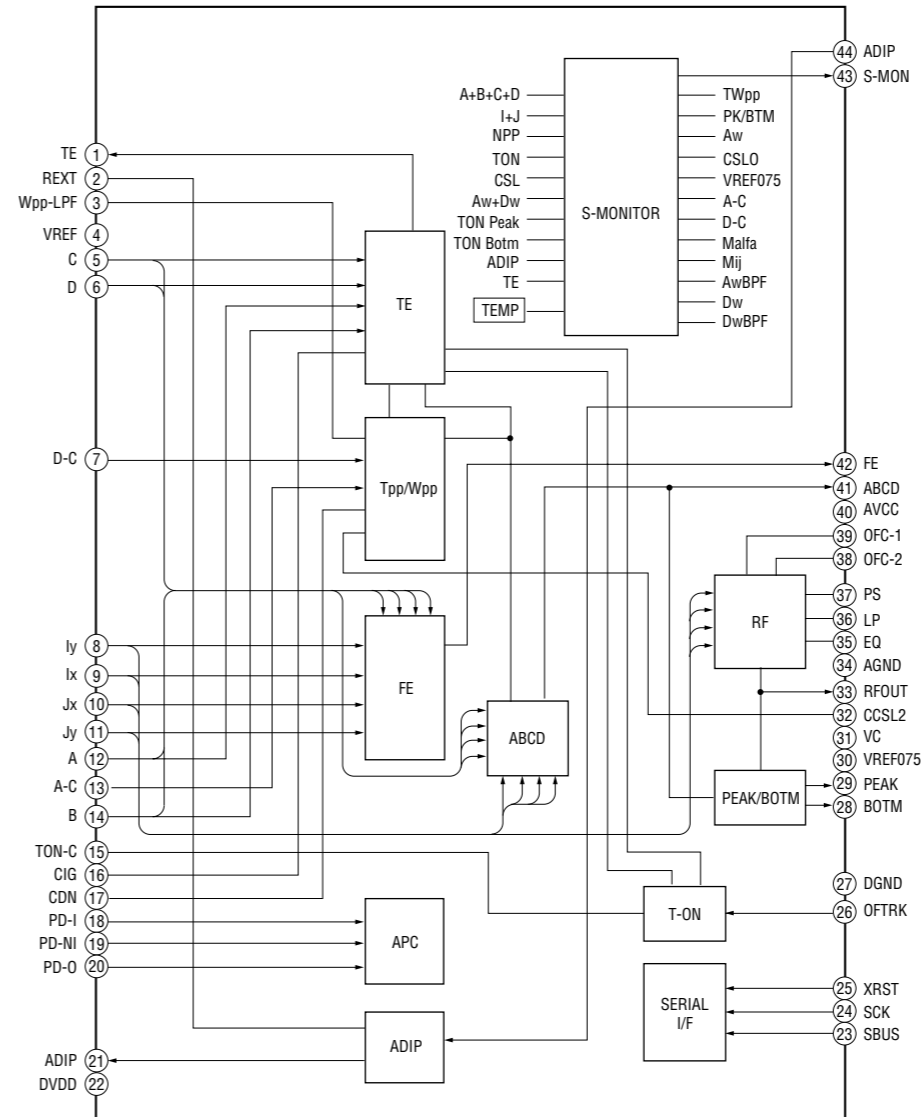 TE 1
REXT 2
Wpp-LPF 3
VREF 4
C 5
D 6
D-C 7
Iy 8
Ix 9
Jx 10
Jy 11
A 12
A-C 13
B 14
TON-C 15
CIG 16
CDN 17
PD-I 18
PD-NI 19
PD-O 20
ADIP 21
DVDD 22
A+B+C+D
I+J
NPP
TON
CSL
Aw+Dw
TON Peak
TON Botm
ADIP
TE
TEMP
S-MONITOR
TWpp
PK/BTM
Aw
CSLO
VREF075
A-C
D-C
Malfa
Mij
AwBPF
Dw
DwBPF
TE
Tpp/Wpp
FE
ABCD
RF
PEAK/BOTM
T-ON
APC
SERIAL
I/F
ADIP
44 ADIP
43 S-MON
42 FE
41 ABCD
40 AVCC
39 OFC-1
38 OFC-2
37 PS
36 LP
35 EQ
34 AGND
33 RFOUT
32 CCSL2
31 VC
30 VREF075
29 PEAK
28 BOTM
27 DGND
26 OFTRK
25 XRST
24 SCK
23 SBUS